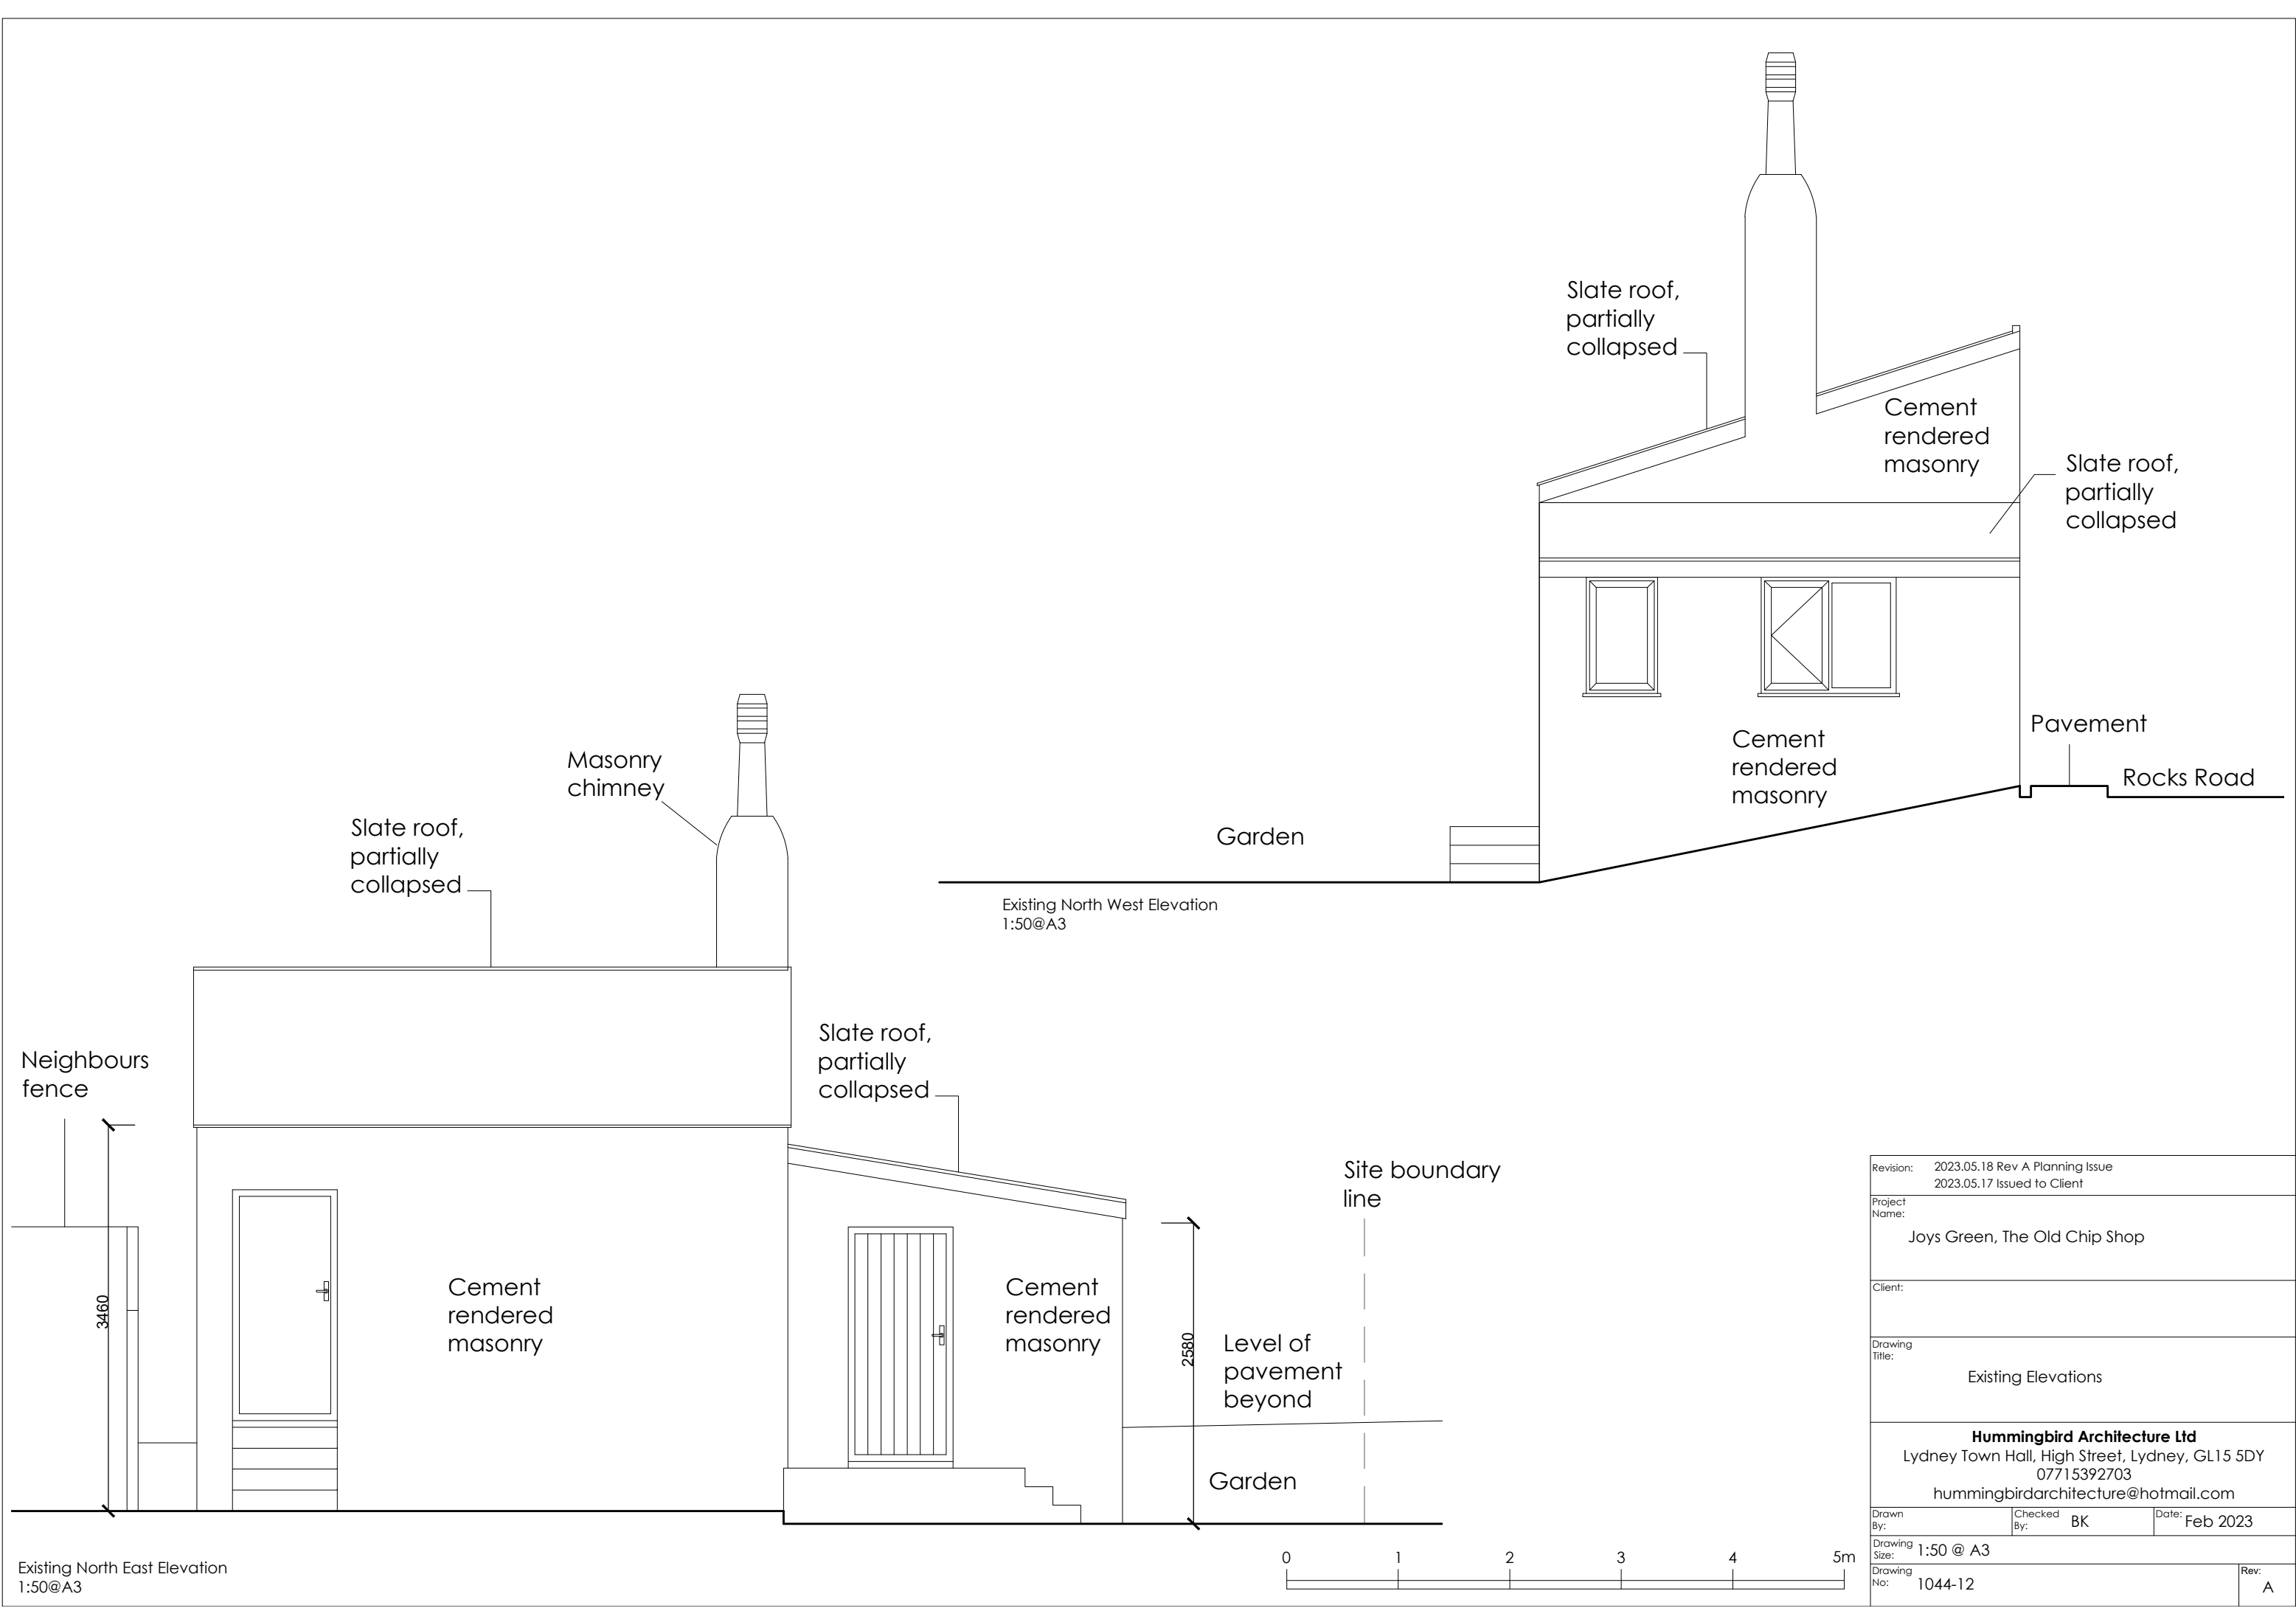 Slate roof,
partially
collapsed
Cement
rendered
masonry
Slate roof,
partially
collapsed
Pavement
Rocks Road
Cement
rendered
masonry
Garden
Existing North West Elevation
1:50@A3
Masonry
chimney
Slate roof,
partially
collapsed
Slate roof,
partially
collapsed
Neighbours
fence
3460
Cement
rendered
masonry
Cement
rendered
masonry
2580
Site boundary
line
Level of
pavement
beyond
Garden
Existing North East Elevation
1:50@A3
0 1 2 3 4 5m
Revision: 2023.05.18 Rev A Planning Issue
2023.05.17 Issued to Client
Project
Name:
Joys Green, The Old Chip Shop
Client:
Drawing
Title:
Existing Elevations
Hummingbird Architecture Ltd
Lydney Town Hall, High Street, Lydney, GL15 5DY
07715392703
hummingbirdarchitecture@hotmail.com
Drawn
By:
Checked
By: BK
Date: Feb 2023
Drawing
Size: 1:50 @ A3
Drawing
No: 1044-12
Rev:
A